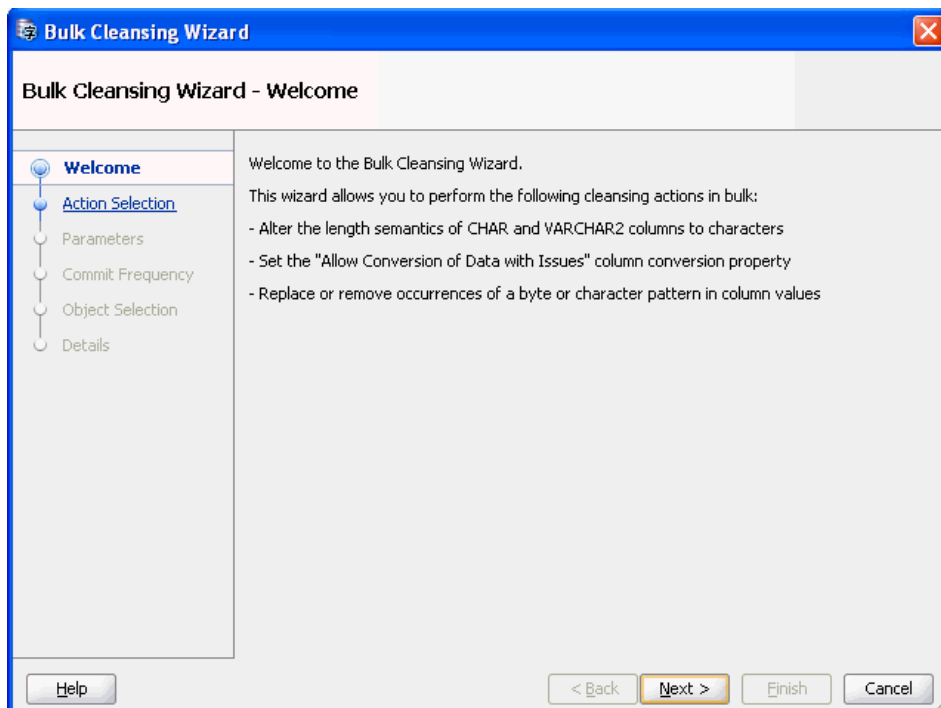 Bulk Cleansing Wizard
Bulk Cleansing Wizard - Welcome
Welcome
Action Selection
Parameters
Commit Frequency
Object Selection
Details
Welcome to the Bulk Cleansing Wizard.
This wizard allows you to perform the following cleansing actions in bulk:
- Alter the length semantics of CHAR and VARCHAR2 columns to characters
- Set the "Allow Conversion of Data with Issues" column conversion property
- Replace or remove occurrences of a byte or character pattern in column values
Help
< Back
Next >
Finish
Cancel